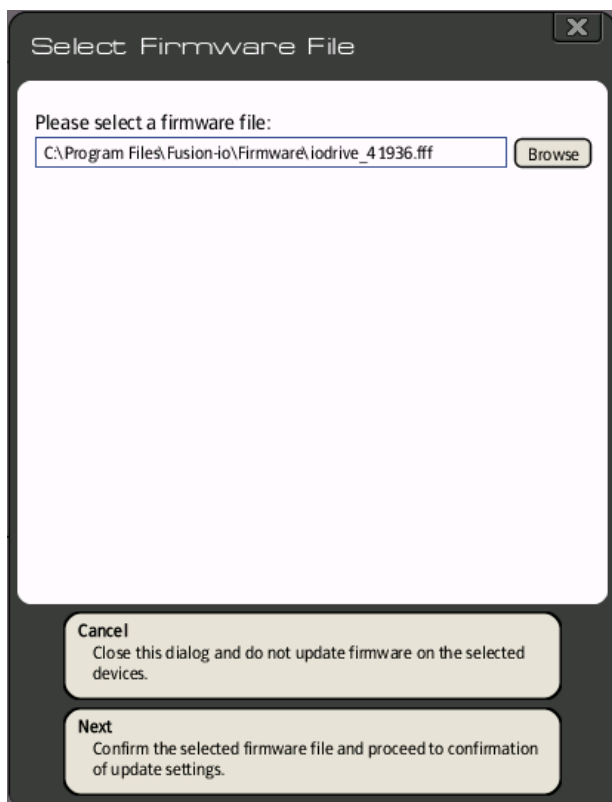 Select Firmware File
Please select a firmware file:
C:\Program Files\Fusion-io\Firmware\iodrive_41936.fff
Browse
Cancel
Close this dialog and do not update firmware on the selected
devices.
Next
Confirm the selected firmware file and proceed to confirmation
of update settings.